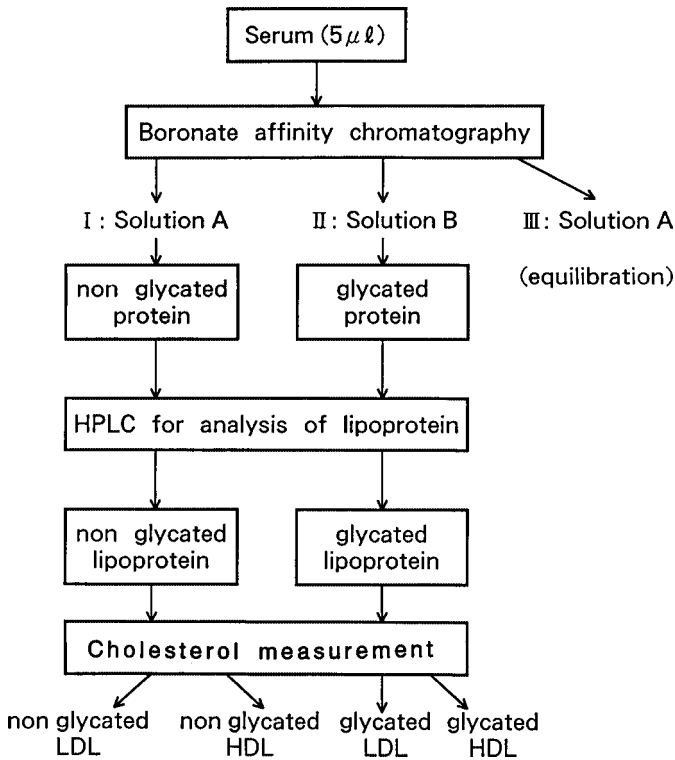 Serum (5μℓ)
Boronate affinity chromatography
Ⅰ : Solution A
Ⅱ : Solution B
Ⅲ : Solution A
(equilibration)
non glycated
protein
glycated
protein
HPLC for analysis of lipoprotein
non glycated
lipoprotein
glycated
lipoprotein
Cholesterol measurement
non glycated
LDL
non glycated
HDL
glycated
LDL
glycated
HDL